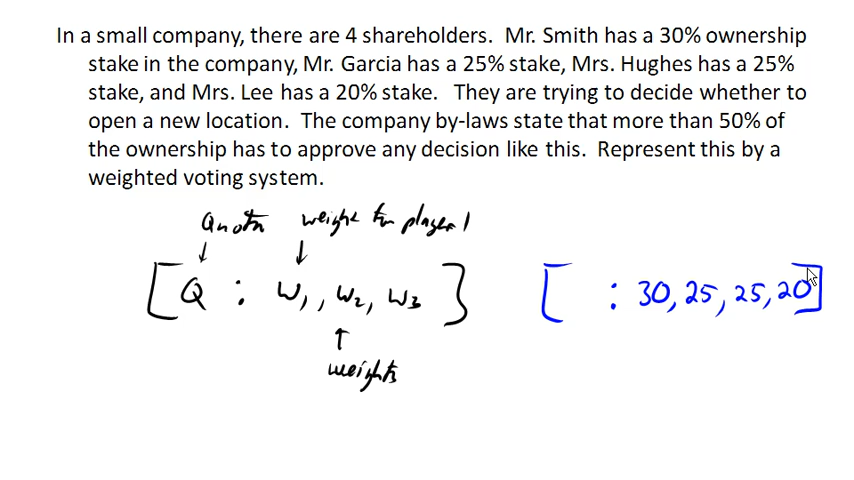 In a small company, there are 4 shareholders.  Mr. Smith has a 30% ownership
stake in the company, Mr. Garcia has a 25% stake, Mrs. Hughes has a 25%
stake, and Mrs. Lee has a 20% stake.   They are trying to decide whether to
open a new location.  The company by-laws state that more than 50% of
the ownership has to approve any decision like this.  Represent this by a
weighted voting system.
Quota weight for player 1
↓ ↓
[Q : W1, W2, W3] [ : 30, 25, 25, 20]
↑
weights